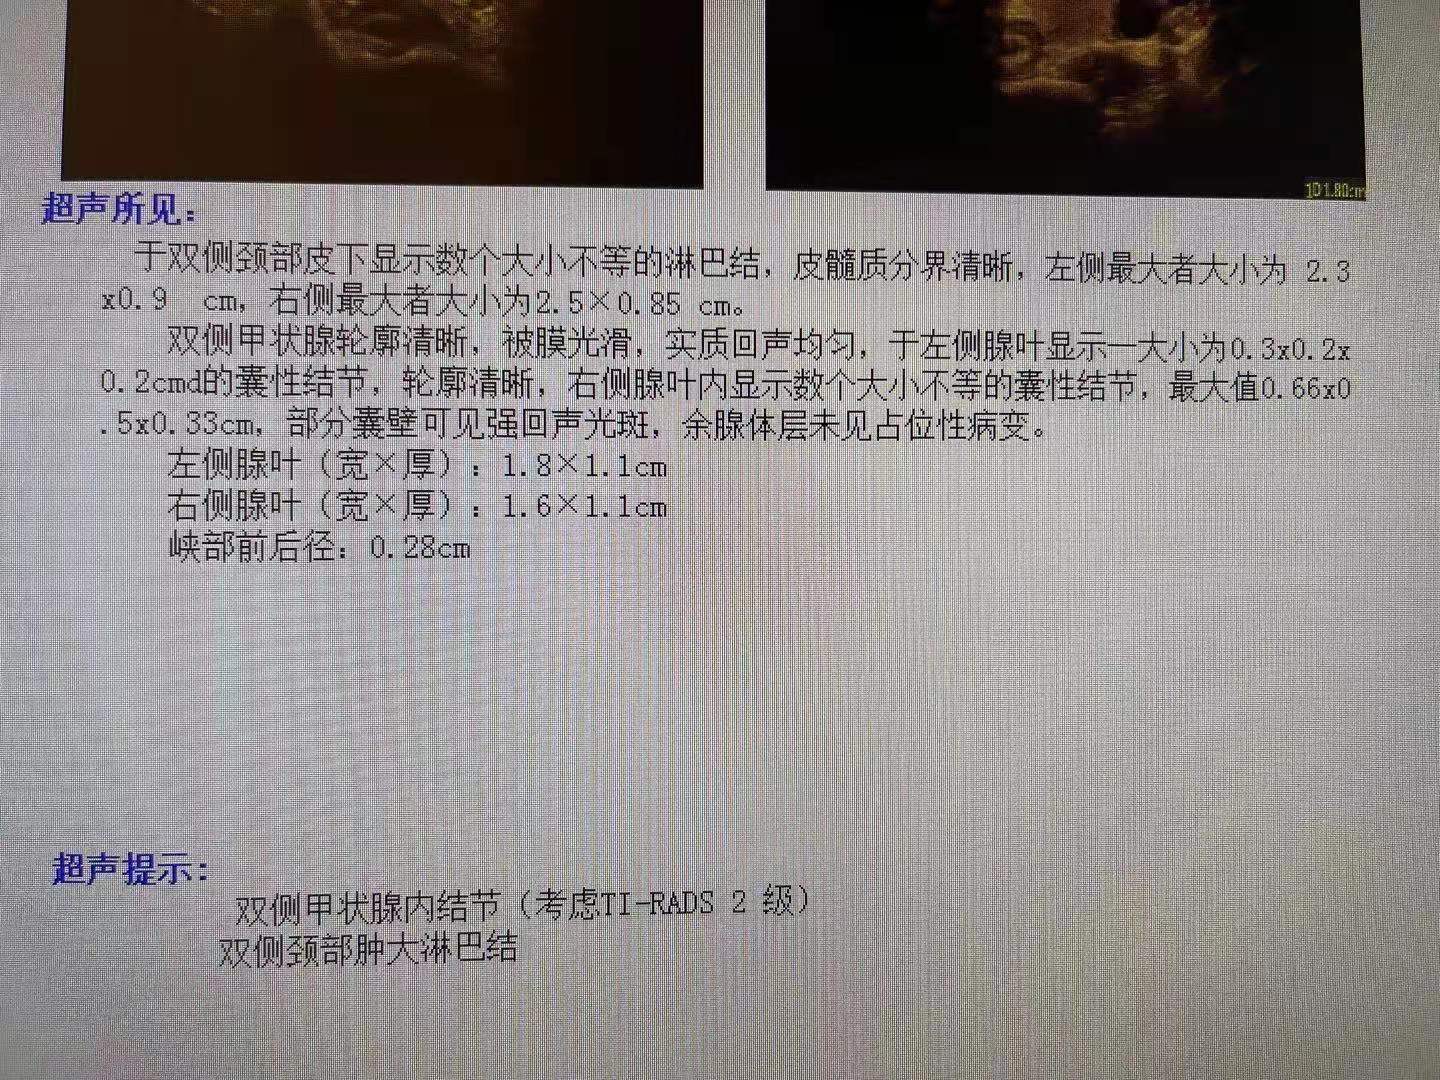 1D1.80cm
超声所见：
于双侧颈部皮下显示数个大小不等的淋巴结，皮髓质分界清晰，左侧最大者大小为 2.3
x0.9 cm，右侧最大者大小为2.5×0.85 cm。
双侧甲状腺轮廓清晰，被膜光滑，实质回声均匀，于左侧腺叶显示一大小为0.3x0.2x
0.2cmd的囊性结节，轮廓清晰，右侧腺叶内显示数个大小不等的囊性结节，最大值0.66x0
.5x0.33cm，部分囊壁可见强回声光斑，余腺体层未见占位性病变。
左侧腺叶（宽×厚）：1.8×1.1cm
右侧腺叶（宽×厚）：1.6×1.1cm
峡部前后径：0.28cm
超声提示：
双侧甲状腺内结节（考虑TI-RADS 2 级）
双侧颈部肿大淋巴结